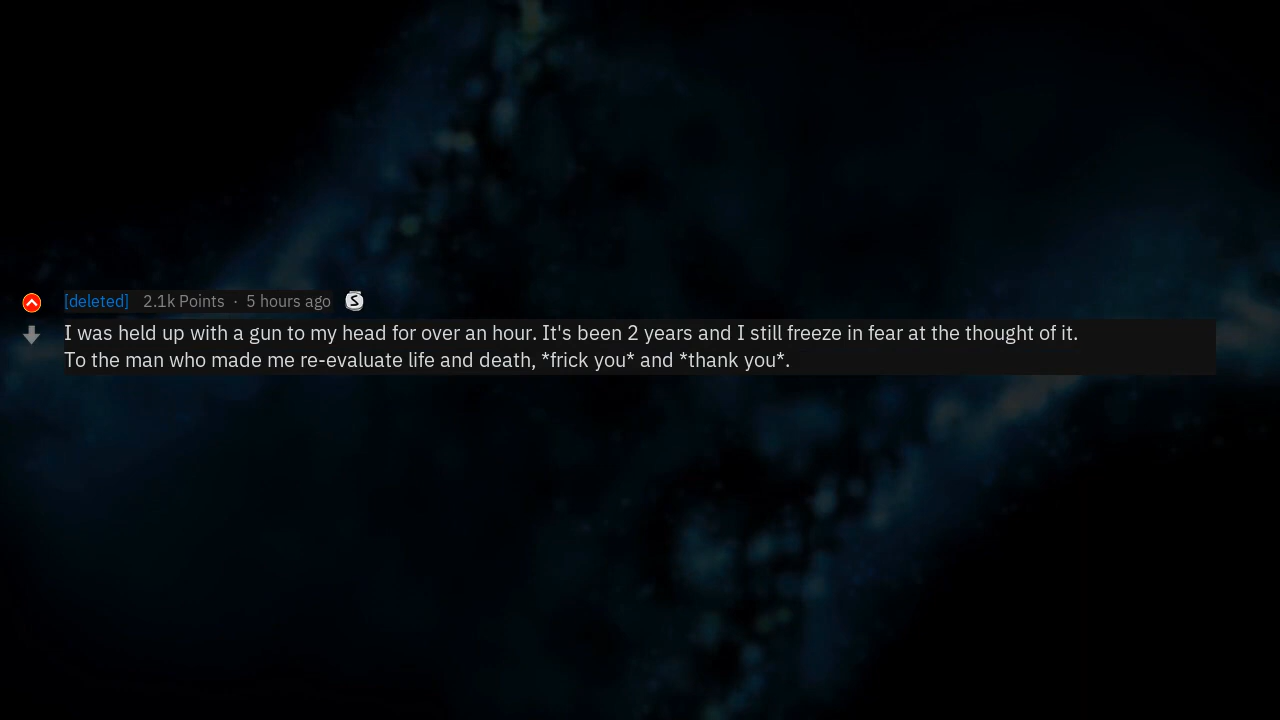 [deleted] 2.1k Points · 5 hours ago S
I was held up with a gun to my head for over an hour. It's been 2 years and I still freeze in fear at the thought of it.
To the man who made me re-evaluate life and death, *frick you* and *thank you*.